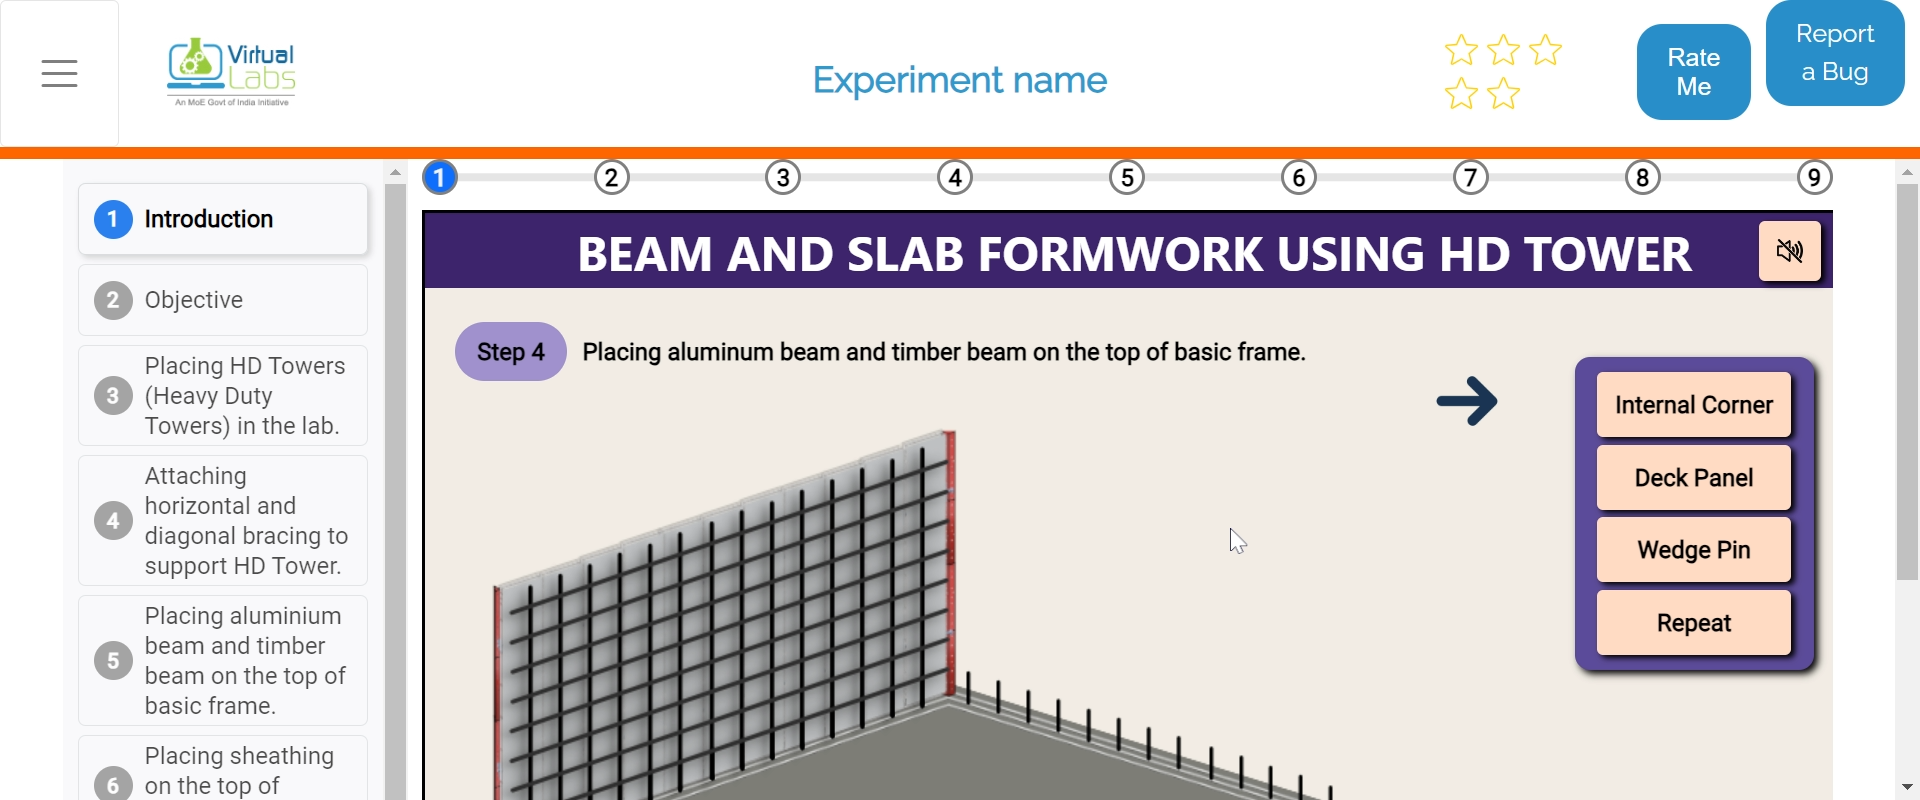 Virtual
Labs
An MoE Govt of India Initiative
Experiment name
Rate
Me
Report
a Bug
1 2 3 4 5 6 7 8 9
1 Introduction
2 Objective
3 Placing HD Towers
(Heavy Duty
Towers) in the lab.
4 Attaching
horizontal and
diagonal bracing to
support HD Tower.
5 Placing aluminium
beam and timber
beam on the top of
basic frame.
6 Placing sheathing
on the top of
BEAM AND SLAB FORMWORK USING HD TOWER
Step 4 Placing aluminum beam and timber beam on the top of basic frame.
Internal Corner
Deck Panel
Wedge Pin
Repeat